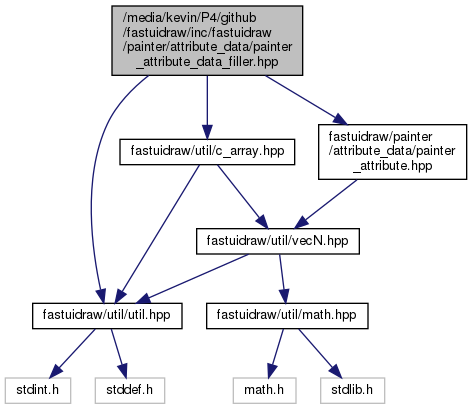 /media/kevin/P4/github
/fastuidraw/inc/fastuidraw
/painter/attribute_data/painter
_attribute_data_filler.hpp
fastuidraw/util/c_array.hpp
fastuidraw/painter
/attribute_data/painter
_attribute.hpp
fastuidraw/util/vecN.hpp
fastuidraw/util/util.hpp
fastuidraw/util/math.hpp
stdint.h
stddef.h
math.h
stdlib.h